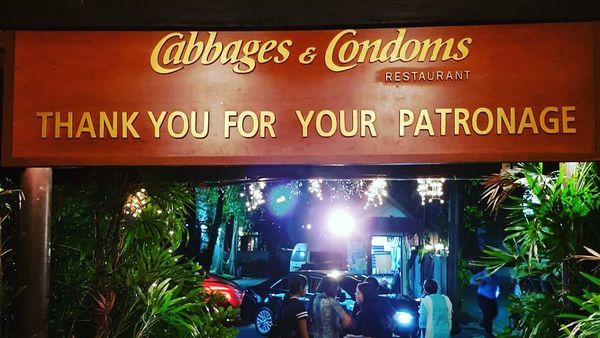 Cabbages & Condoms
RESTAURANT
THANK YOU FOR YOUR PATRONAGE